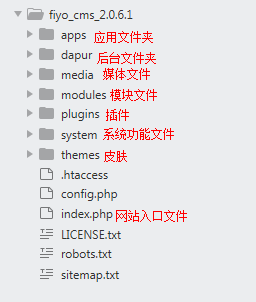 fiyo_cms_2.0.6.1
apps 应用文件夹
dapur 后台文件夹
media 媒体文件
modules 模块文件
plugins 插件
system 系统功能文件
themes 皮肤
.htaccess
config.php
index.php 网站入口文件
LICENSE.txt
robots.txt
sitemap.txt